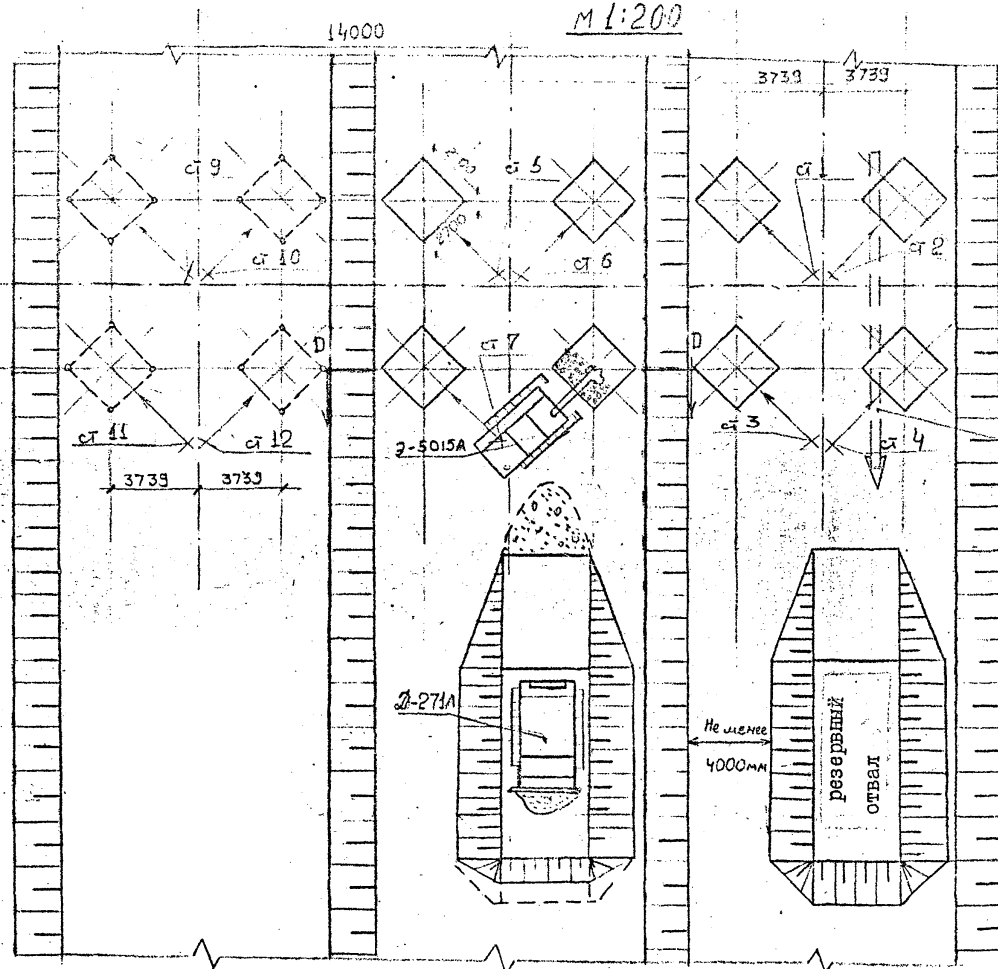 М 1:200
14000
3739 3739
ст 9
ст 5
ст 1
2700
2700
ст 10
ст 6
ст 2
ст 7
D
D
ст 11
ст 12
Э-5015А
ст 3
ст 4
3739 3739
Д-271А
Не менее
4000мм
резервный
отвал